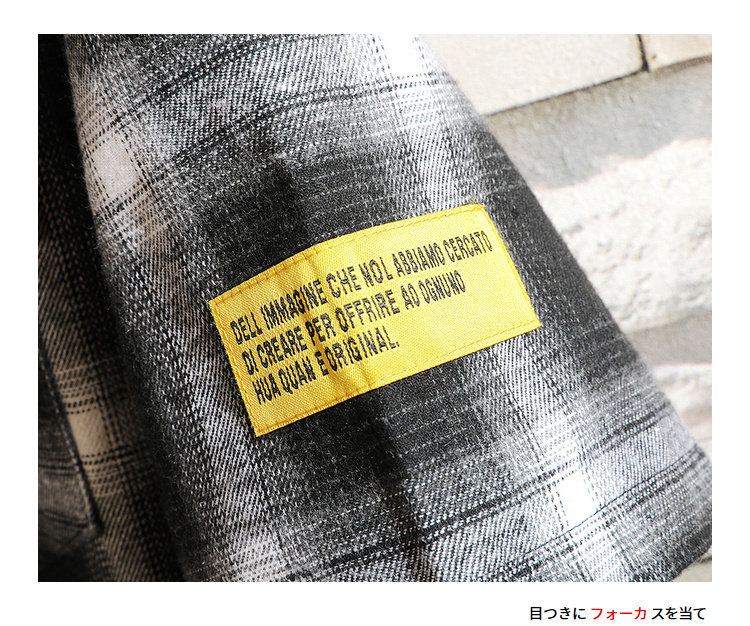 DELL IMMAGINE CHE NOI ABBIAMO CERCATO
DI CREARE PER OFFRIRE AO OGNUNO
HUA QUAN E ORIGINAL.
目つきに フォーカ スを当て